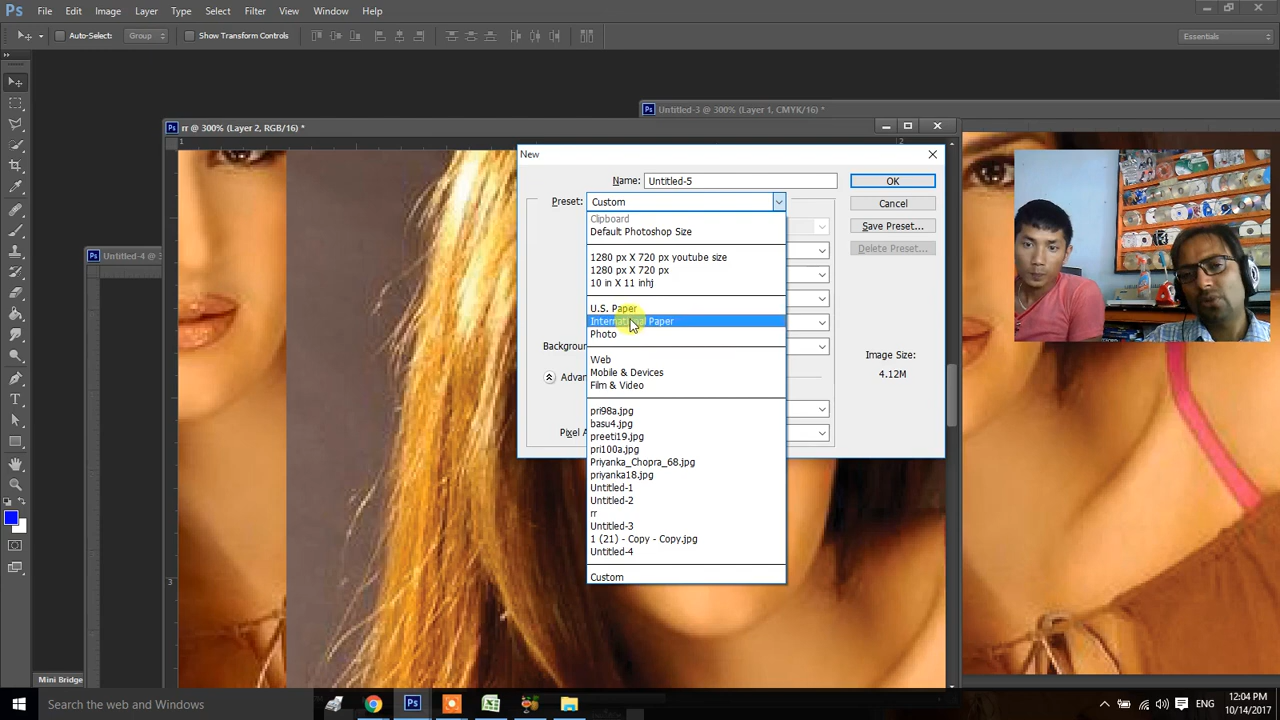 Ps File Edit Image Layer Type Select Filter View Window Help
Auto-Select: Group Show Transform Controls Essentials
Untitled-3 @ 300% (Layer 1, CMYK/16) *
rr @ 300% (Layer 2, RGB/16) *
Untitled-4 @
New
Name: Untitled-5 OK
Preset: Custom Cancel
Clipboard
Save Preset...
Default Photoshop Size
Delete Preset...
1280 px X 720 px youtube size
1280 px X 720 px
10 in X 11 inhj
U.S. Paper
International Paper
Photo
Background
Image Size:
Web
Mobile & Devices
4.12M
Advan
Film & Video
pri98a.jpg
basu4.jpg
Pixel A
preeti19.jpg
pri100a.jpg
Priyanka_Chopra_68.jpg
priyanka18.jpg
Untitled-1
Untitled-2
rr
Untitled-3
1 (21) - Copy - Copy.jpg
Untitled-4
Custom
1
2
3
Mini Bridge
Search the web and Windows
ENG
12:04 PM
10/14/2017